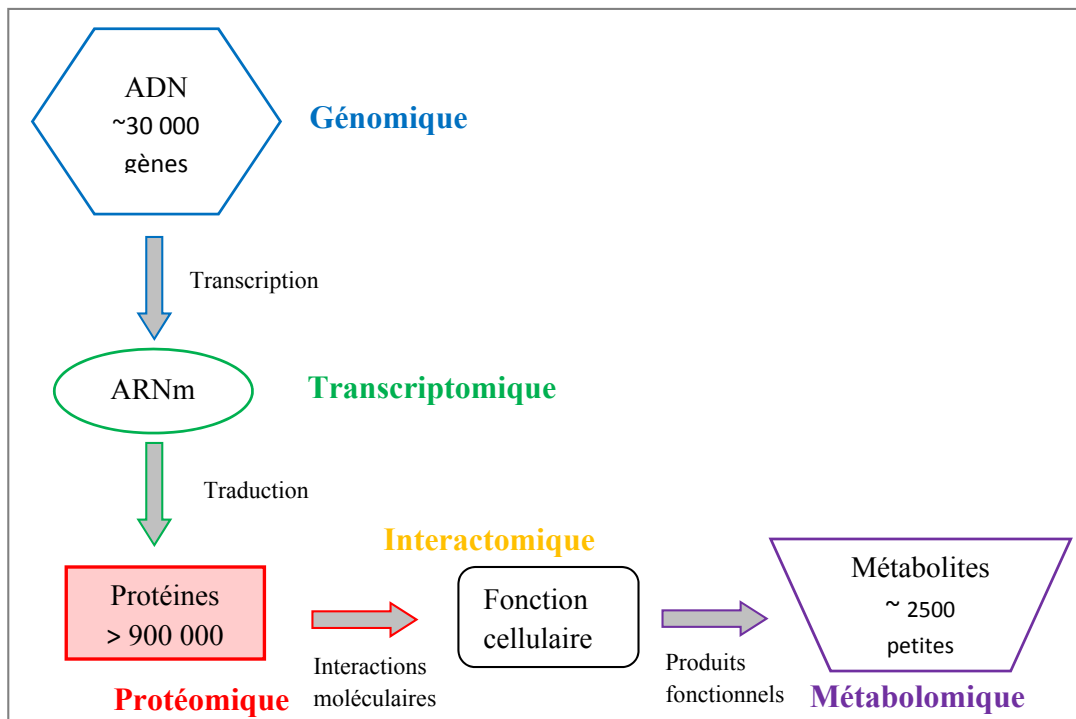 ADN
~30 000
gènes
Génomique
Transcription
ARNm
Transcriptomique
Traduction
Interactomique
Protéines
> 900 000
Fonction
cellulaire
Métabolites
~ 2500
petites
Interactions
moléculaires
Produits
fonctionnels
Protéomique
Métabolomique